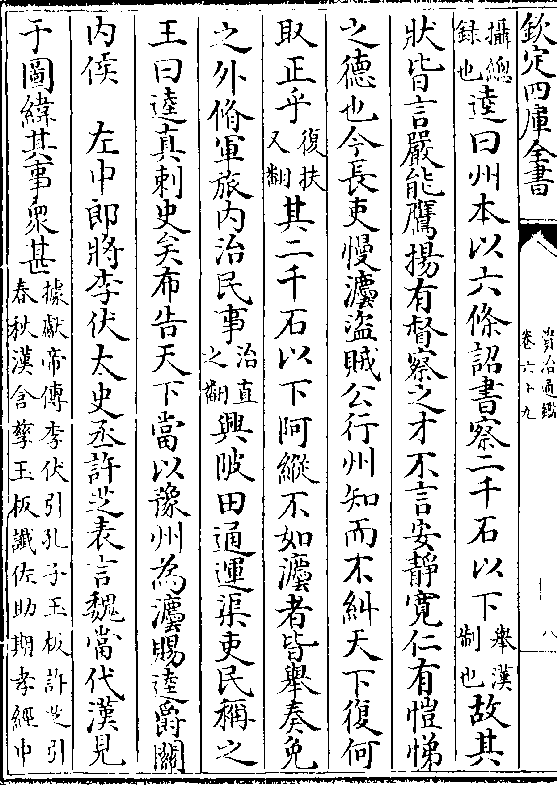 欽定四庫全書
資治通鑑
卷六十九
八
攝總
録也逵曰州本以六條詔書察二千石以下舉漢
制也故其
狀皆言嚴能鷹揚有督察之才不言安靜寛仁有愷悌
之德也今長吏慢灋盜賊公行州知而不糾天下復何
取正乎復扶
又翻其二千石以下阿縱不如灋者皆舉奏免
之外脩軍旅内治民事治直
之翻興陂田通運渠吏民稱之
王曰逵真刺史矣布告天下當以豫州為灋賜逵爵關
内侯　左中郎將李伏太史丞許芝表言魏當代漢見
于圖緯其事衆甚據獻帝傳李伏引孔子玉板許芝引
春秋漢含孳玉板讖佐助期孝經中